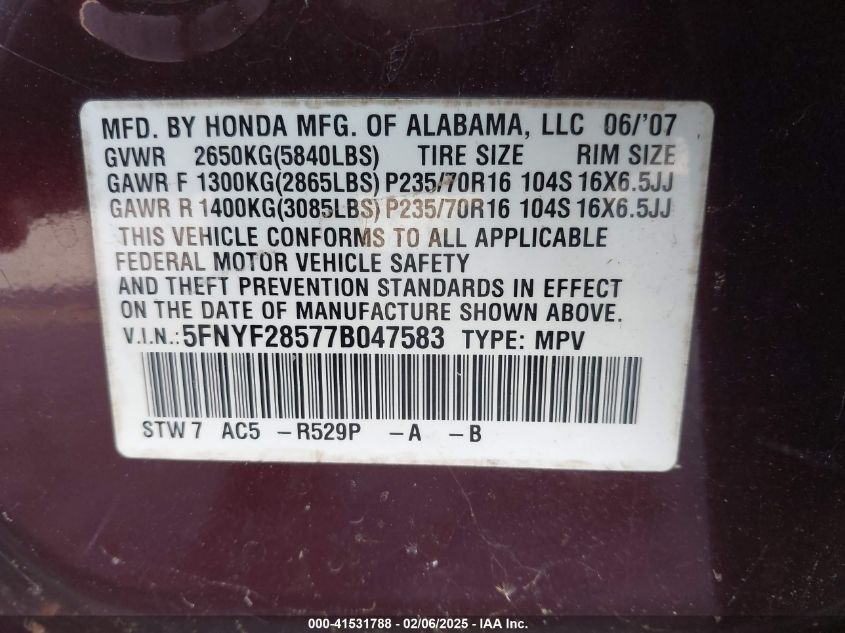 MFD. BY HONDA MFG. OF ALABAMA, LLC 06/'07
GVWR 2650KG(5840LBS) TIRE SIZE RIM SIZE
GAWR F 1300KG(2865LBS) P235/70R16 104S 16X6.5JJ
GAWR R 1400KG(3085LBS) P235/70R16 104S 16X6.5JJ
THIS VEHICLE CONFORMS TO ALL APPLICABLE
FEDERAL MOTOR VEHICLE SAFETY
AND THEFT PREVENTION STANDARDS IN EFFECT
ON THE DATE OF MANUFACTURE SHOWN ABOVE.
V.I.N.: 5FNYF28577B047583 TYPE: MPV
STW7 AC5 -R529P -A -B
000-41531788 - 02/06/2025 - IAA Inc.